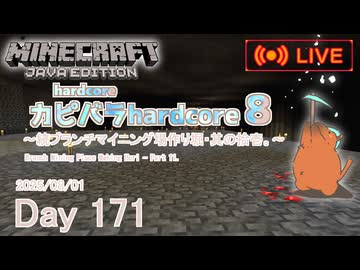 MINECRAFT
JAVA EDITION
LIVE
hardcore
カピバラhardcore 8
～続ブランチマイニング場作り編・其の拾壱。～
Branch Mining Place Making Hen! - Part 11.
2025/08/01
Day 171